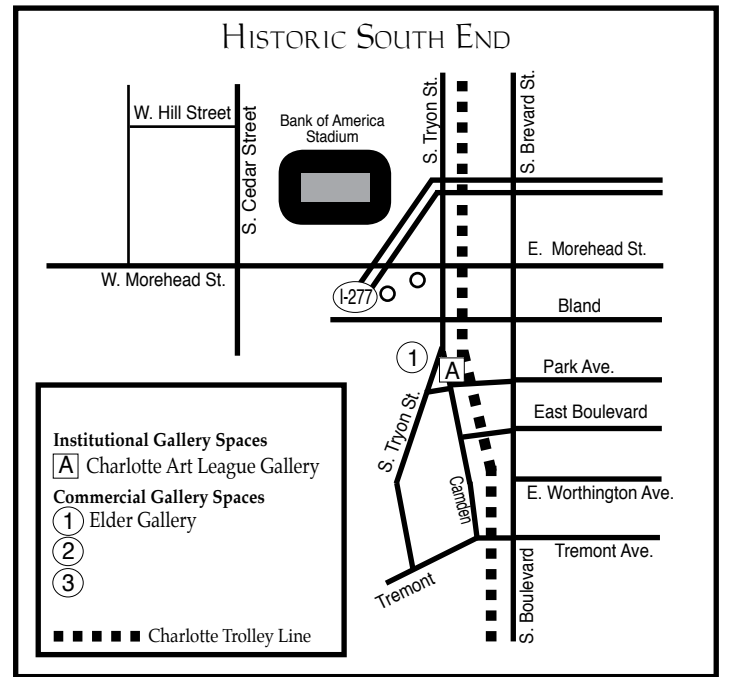 HISTORIC SOUTH END
W. Hill Street
S. Cedar Street
Bank of America
Stadium
S. Tryon St.
S. Brevard St.
E. Morehead St.
W. Morehead St.
I-277
Bland
1
A
Park Ave.
East Boulevard
S. Tryon St.
Camden
E. Worthington Ave.
Tremont Ave.
Tremont
S. Boulevard
Institutional Gallery Spaces
A Charlotte Art League Gallery
Commercial Gallery Spaces
1 Elder Gallery
2
3
Charlotte Trolley Line